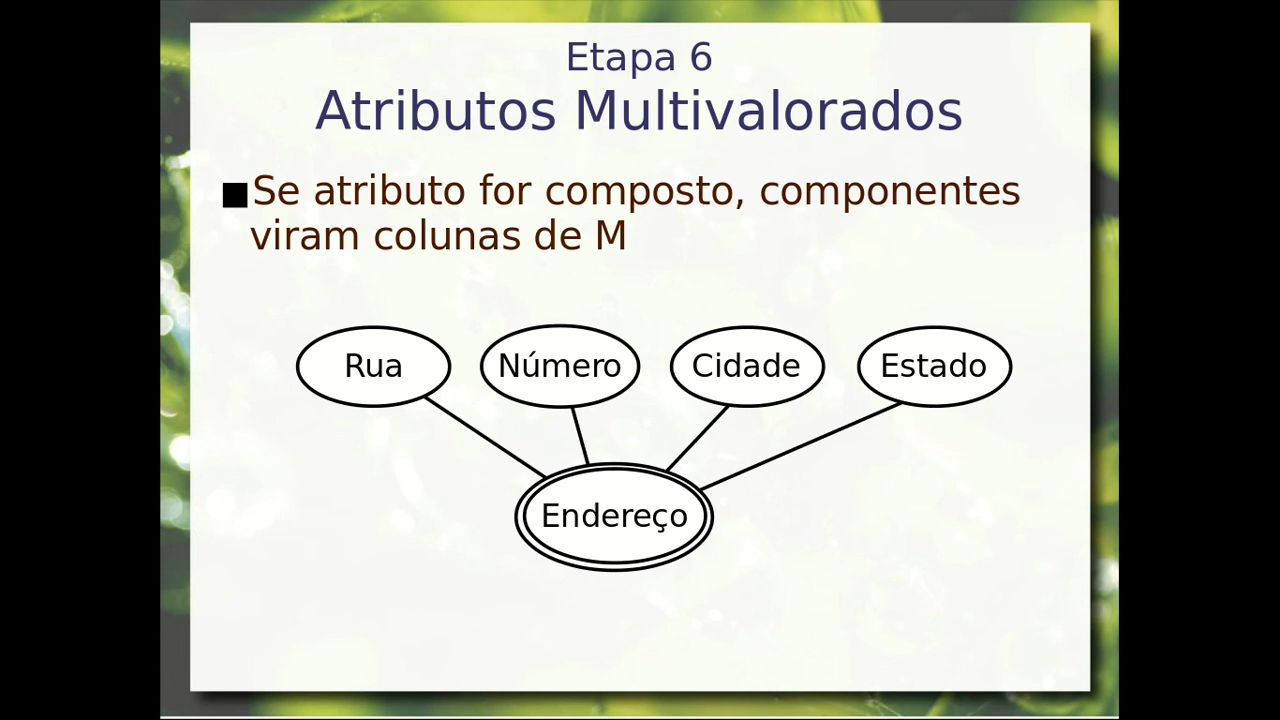 Etapa 6
Atributos Multivalorados
■Se atributo for composto, componentes
viram colunas de M
Rua Número Cidade Estado
Endereço